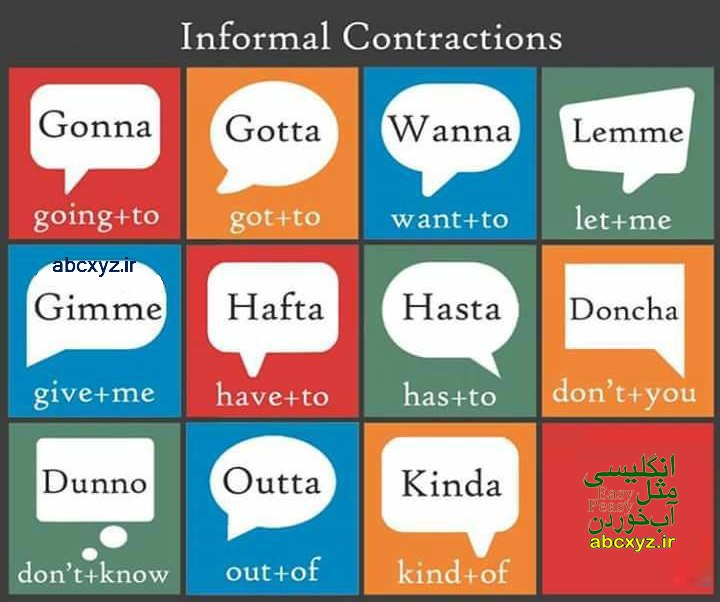 Informal Contractions
Gonna
going+to
Gotta
got+to
Wanna
want+to
Lemme
let+me
abcxyz.ir
Gimme
give+me
Hafta
have+to
Hasta
has+to
Doncha
don't+you
Dunno
don't+know
Outta
out+of
Kinda
kind+of
انگلیسی
مثل
Easy
Peasy
آب‌خوردن
abcxyz.ir